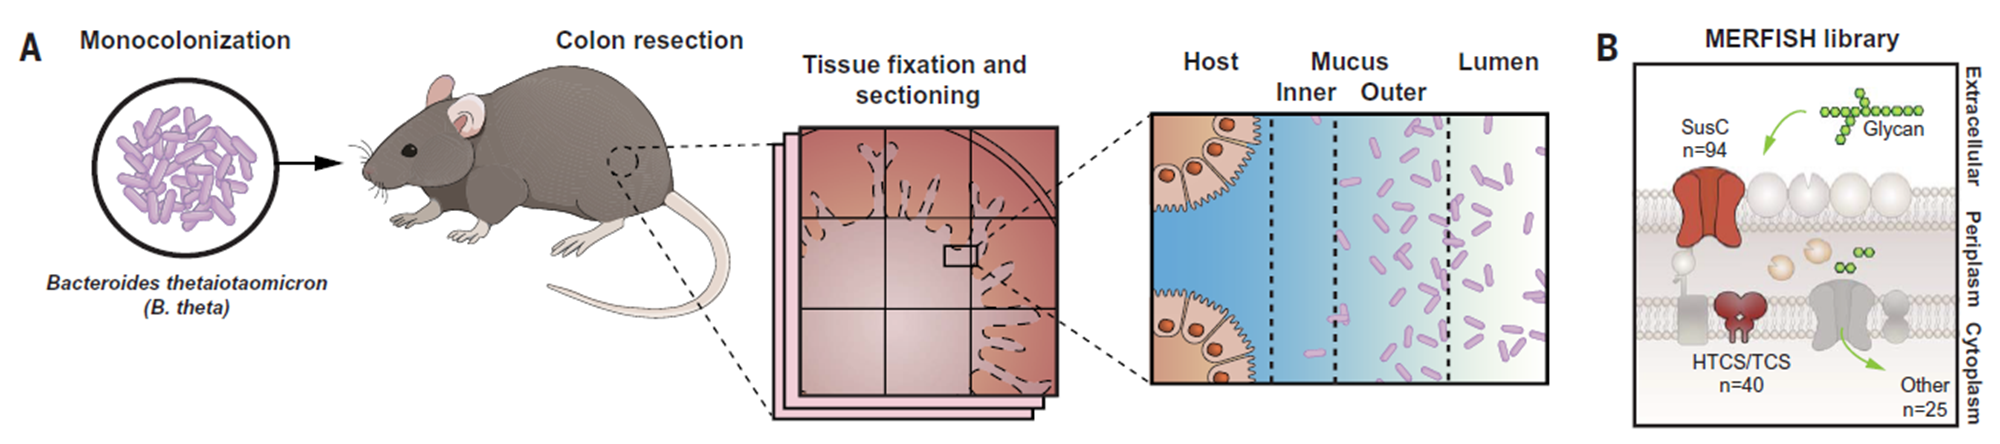 A
Monocolonization
Bacteroides thetaiotaomicron
(B. theta)
Colon resection
Tissue fixation and
sectioning
Host
Mucus
Inner
Outer
Lumen
B
MERFISH library
SusC
n=94
Glycan
HTCS/TCS
n=40
Other
n=25
Extracellular
Periplasm
Cytoplasm